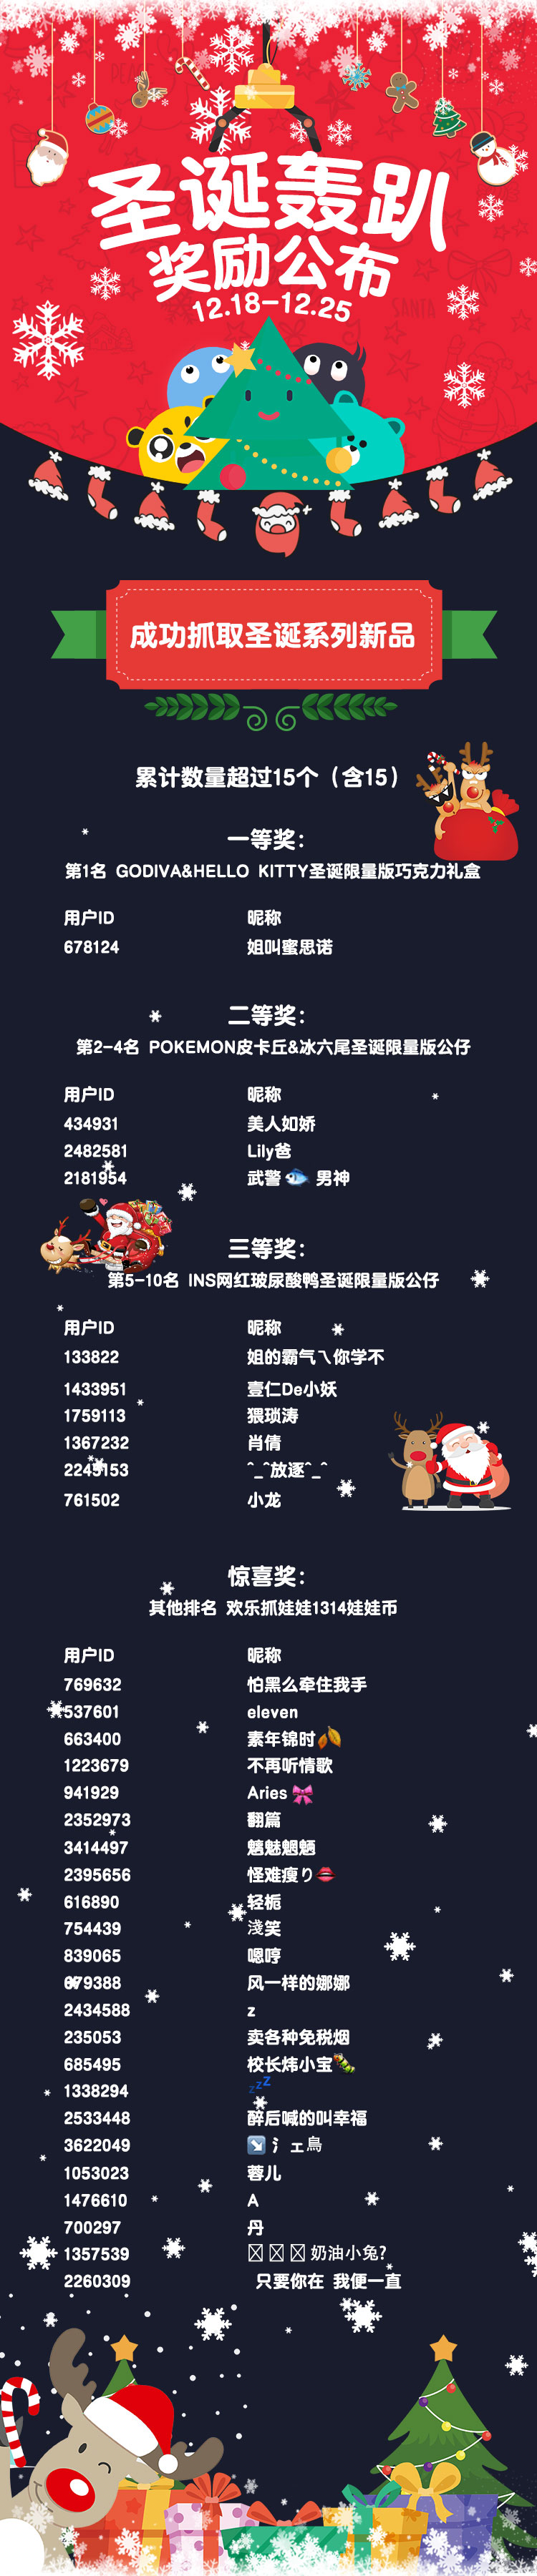 圣诞轰趴
奖励公布
12.18-12.25
SANTA
成功抓取圣诞系列新品
累计数量超过15个（含15）
一等奖：
第1名 GODIVA&HELLO KITTY圣诞限量版巧克力礼盒
用户ID 昵称
678124 姐叫蜜思诺
二等奖：
第2-4名 POKEMON皮卡丘&冰六尾圣诞限量版公仔
用户ID 昵称
434931 美人如娇
2482581 Lily爸
2181954 武警🐟 男神
三等奖：
第5-10名 INS网红玻尿酸鸭圣诞限量版公仔
用户ID 昵称
133822 姐的霸气乀你学不
1433951 壹仁De小妖
1759113 猥琐涛
1367232 肖倩
2245153 ^_^放逐^_^
761502 小龙
惊喜奖：
其他排名 欢乐抓娃娃1314娃娃币
用户ID 昵称
769632 怕黑么牵住我手
537601 eleven
663400 素年锦时🍂
1223679 不再听情歌
941929 Aries 🎀
2352973 翻篇
3414497 魑魅魍魉
2395656 怪难瘦り👄
616890 轻栀
754439 淺笑
839065 嗯哼
679388 风一样的娜娜
2434588 z
235053 卖各种免税烟
685495 校长炜小宝🐛
1338294 💤
2533448 醉后喊的叫幸福
3622049 ↘️氵ェ鳥
1053023 蓉儿
1476610 A
700297 丹
1357539 奶油小兔?
2260309 只要你在 我便一直